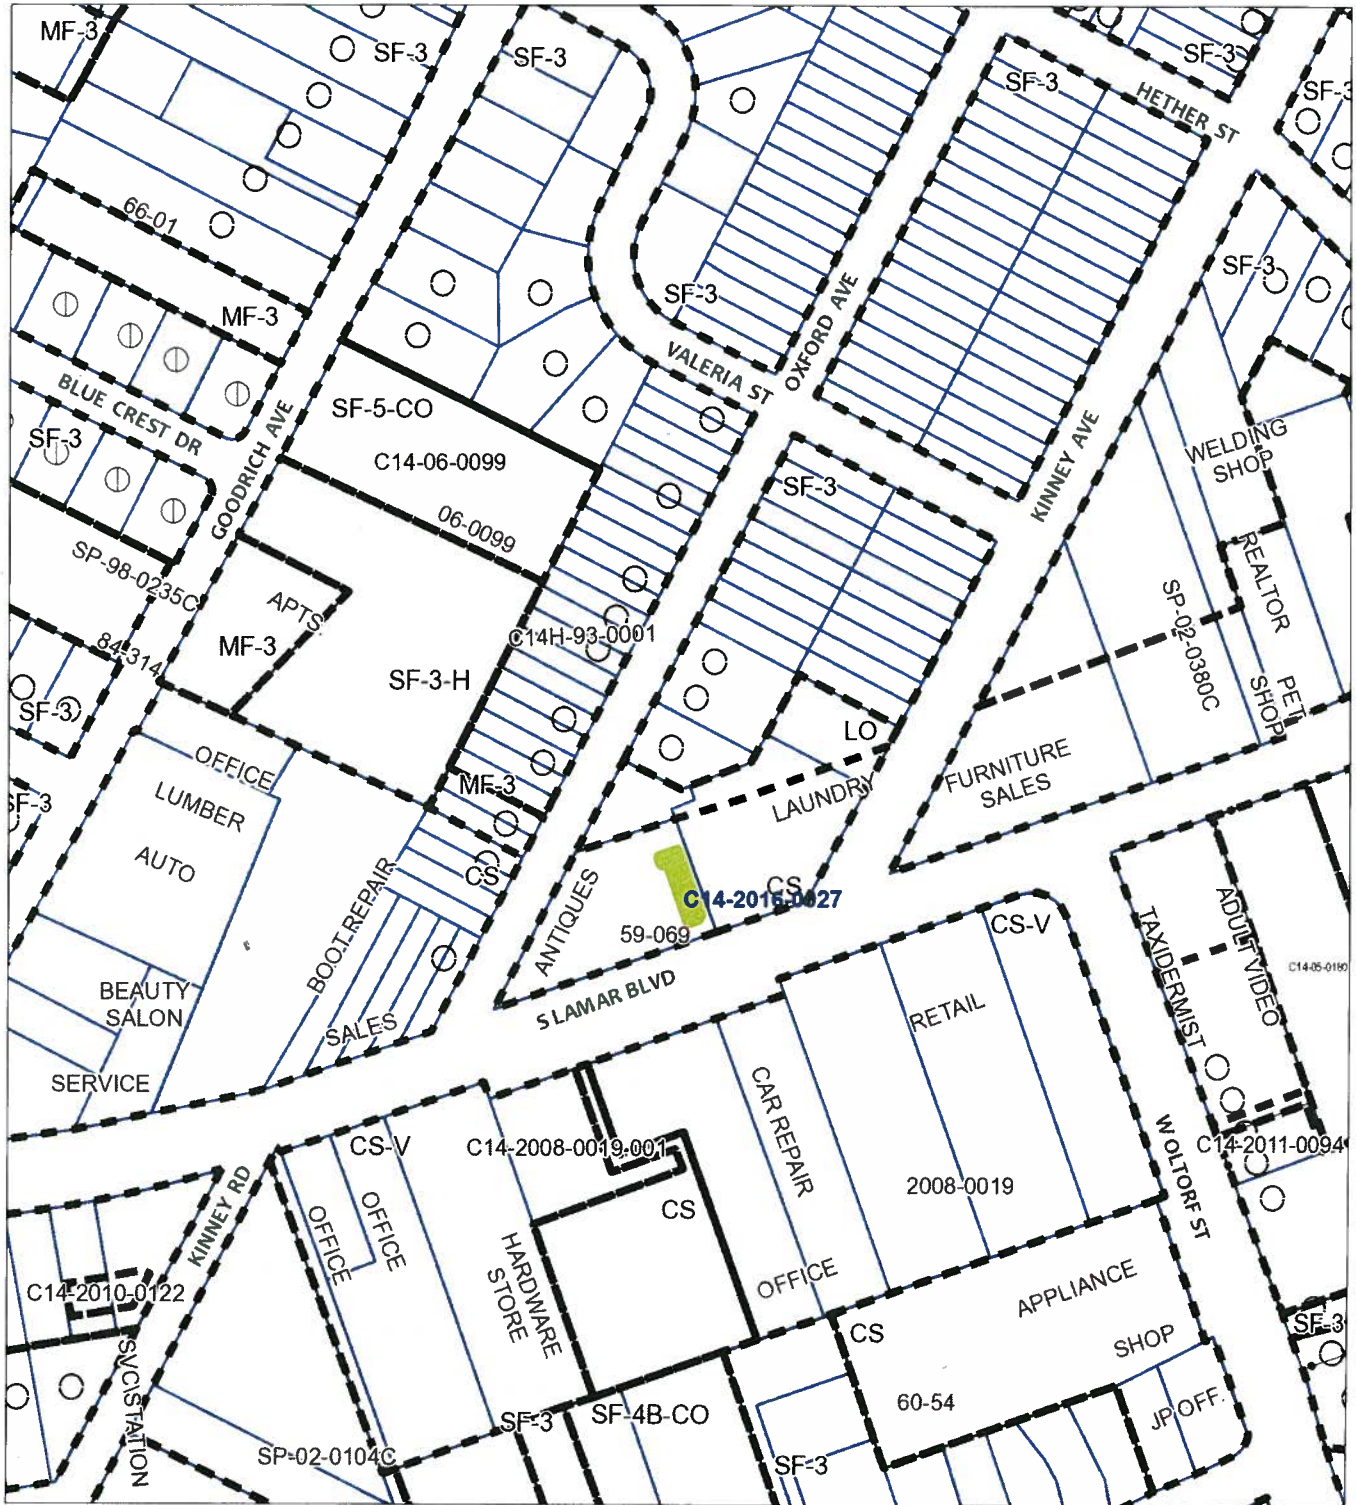 MF-3
SF-3
SF-3
SF-3
SF-3
SF-3
HETHER ST
66-01
SF-3
MF-3
SF-3
OXFORD AVE
VALERIA ST
BLUE CREST DR
SF-5-CO
SF-3
GOODRICH AVE
C14-06-0099
KINNEY AVE
WELDING
SHOP
SF-3
06-0099
SP-98-0235C
REALTOR
APTS.
C14H-93-0001
SP-02-0380C
84-314
MF-3
SF-3-H
PET
SHOP
SF-3
LO
OFFICE
FURNITURE
SALES
MF-3
LAUNDRY
SF-3
LUMBER
AUTO
CS
CS
C14-2016-0827
BOOT REPAIR
ANTIQUES
59-069
CS-V
TAXIDERMIST
ADULT VIDEO
C14-05-0180
BEAUTY
SALON
S LAMAR BLVD
RETAIL
SALES
SERVICE
CAR REPAIR
CS-V
C14-2008-0019-001
W OLTORF ST
C14-2011-0094
KINNEY RD
2008-0019
OFFICE
OFFICE
CS
HARDWARE
STORE
OFFICE
APPLIANCE
SHOP
C14-2010-0122
CS
SF-3
SVC|STATION
60-54
JP OFF.
SF-3
SF-4B-CO
SP-02-0104C
SF-3